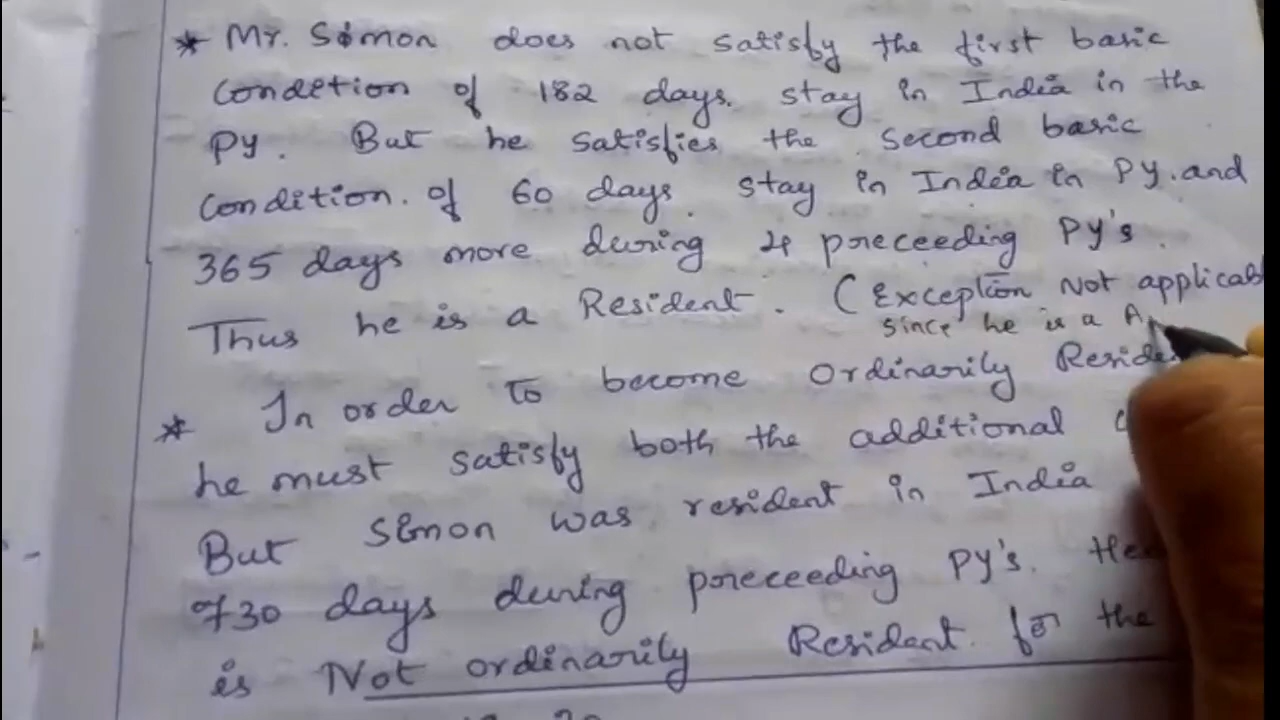 * Mr. Simon does not satisfy the first basic
condition of 182 days. stay in India in the
PY. But he satisfies the second basic
condition. of 60 days stay in India in PY. and
365 days more during 4 preceeding PY's.
Thus he is a Resident. (Exception Not applicab
since he is a A
* In order to become Ordinarily Reside
he must satisfy both the additional
But Simon was resident in India
730 days during preceeding PY's.
is Not ordinarily Resident for the